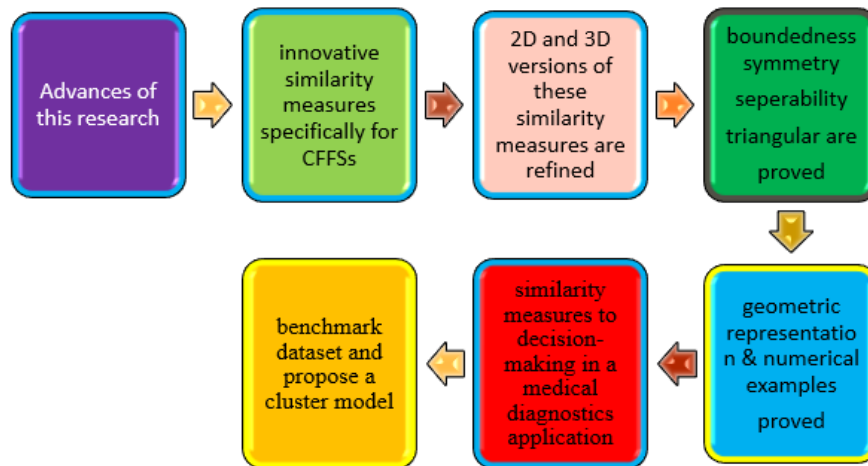 Advances of
this research
innovative
similarity
measures
specifically for
CFFSs
2D and 3D
versions of
these
similarity
measures are
refined
boundedness
symmetry
seperability
triangular are
proved
geometric
representatio
n & numerical
examples
proved
similarity
measures to
decision-
making in a
medical
diagnostics
application
benchmark
dataset and
propose a
cluster model